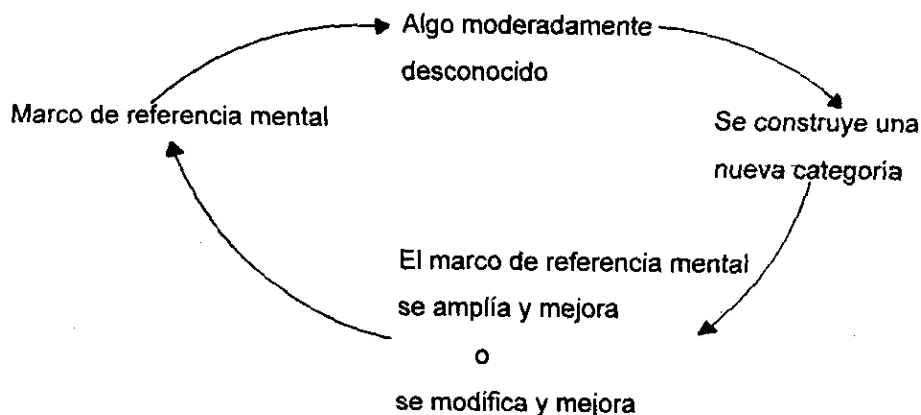 Algo moderadamente
desconocido
Marco de referencia mental
Se construye una
nueva categoría
El marco de referencia mental
se amplía y mejora
o
se modifica y mejora